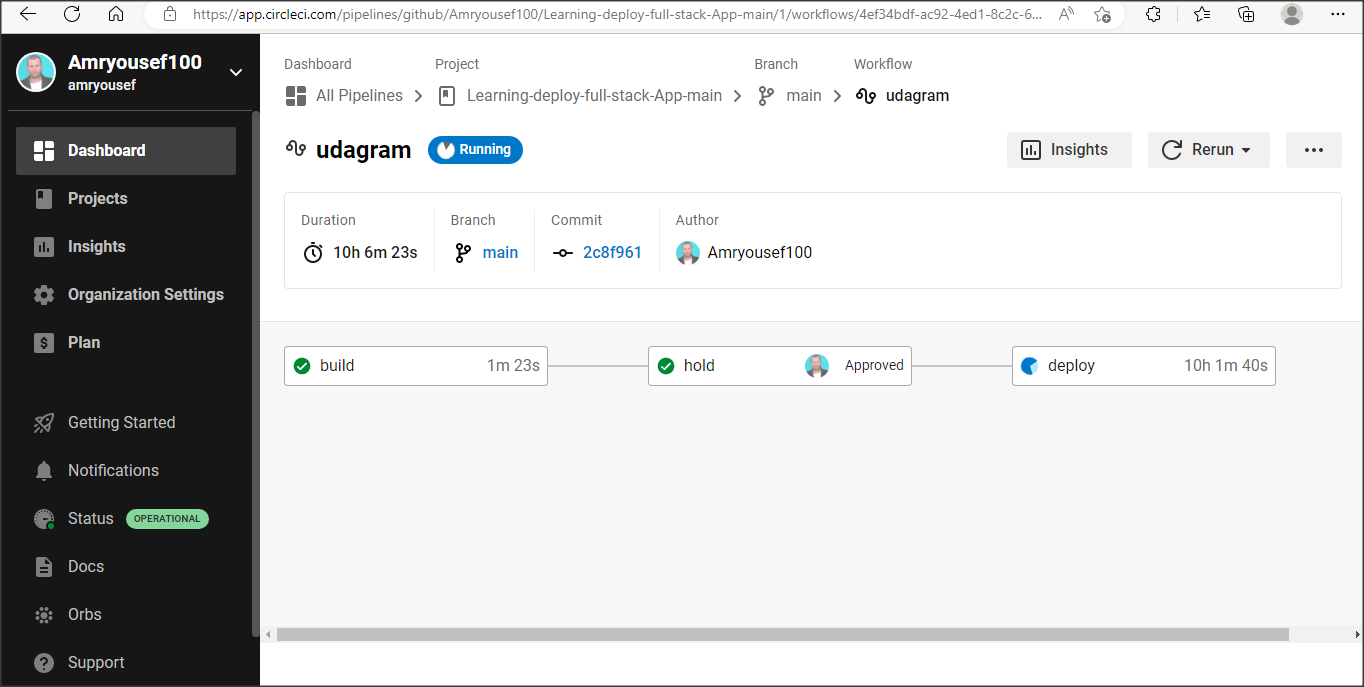 https://app.circleci.com/pipelines/github/Amryousef100/Learning-deploy-full-stack-App-main/1/workflows/4ef34bdf-ac92-4ed1-8c2c-6...
Amryousef100
amryousef
Dashboard
Projects
Insights
Organization Settings
$ Plan
Getting Started
Notifications
Status OPERATIONAL
Docs
Orbs
? Support
Dashboard Project Branch Workflow
All Pipelines Learning-deploy-full-stack-App-main main udagram
udagram Running Insights Rerun
Duration Branch Commit Author
10h 6m 23s main 2c8f961 Amryousef100
build 1m 23s hold Approved deploy 10h 1m 40s